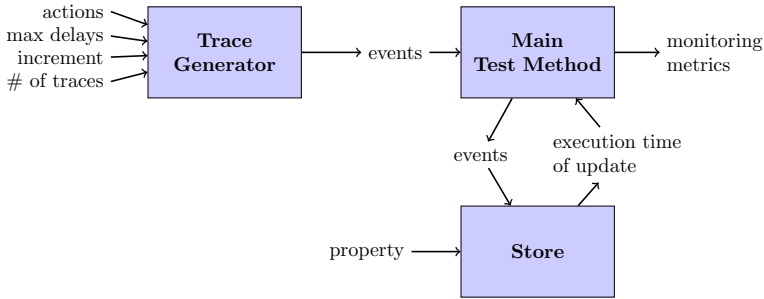 actions
max delays
increment
# of traces
Trace
Generator
events
Main
Test Method
monitoring
metrics
events
execution time
of update
property
Store